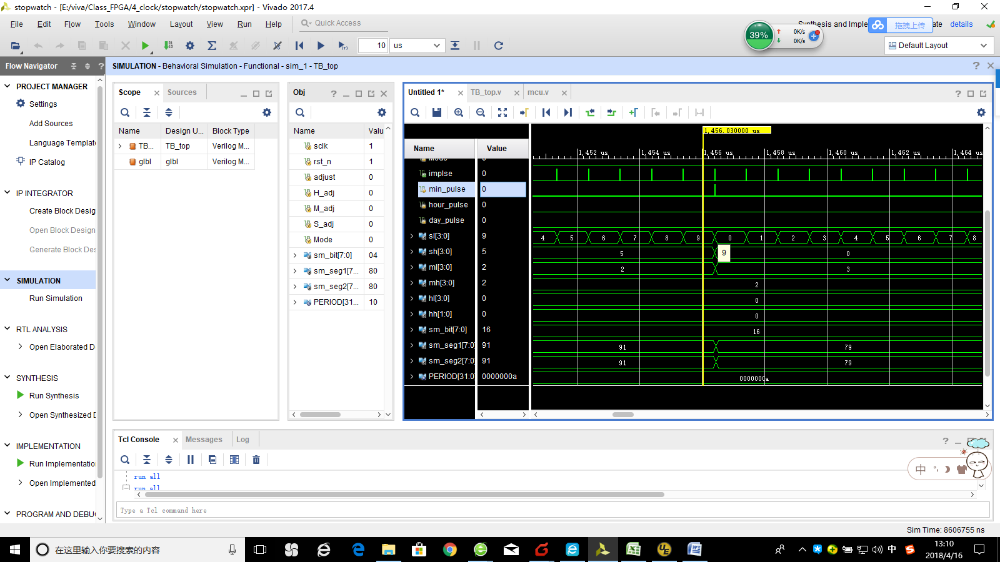 stopwatch - [E:/viva/Class_FPGA/4_clock/stopwatch/stopwatch.xpr] - Vivado 2017.4
File Edit Flow Tools Window Layout View Run Help Quick Access
Synthesis and Imple
拖拽上传
ate details
39%
0K/s
0K/s
10 us
Default Layout
Flow Navigator
SIMULATION - Behavioral Simulation - Functional - sim_1 - TB_top
PROJECT MANAGER
Settings
Add Sources
Language Templat
IP Catalog
IP INTEGRATOR
Create Block Desig
Open Block Design
Generate Block Des
SIMULATION
Run Simulation
RTL ANALYSIS
Open Elaborated D
SYNTHESIS
Run Synthesis
Open Synthesized D
IMPLEMENTATION
Run Implementatio
Open Implemented
PROGRAM AND DEBU
Scope Sources
Name Design U... Block Type
TB... TB_top Verilog M...
glbl glbl Verilog M...
Obj
Name Valu
sclk 1
rst_n 1
adjust 0
H_adj 0
M_adj 0
S_adj 0
Mode 0
sm_bit[7:0] 04
sm_seg1[7... 80
sm_seg2[7... 80
PERIOD[31... 10
Untitled 1* TB_top.v mcu.v
1,456.030000 us
Name Value
1,452 us 1,454 us 1,456 us 1,458 us 1,460 us 1,462 us 1,464 us
Mode 0
implse 0
min_pulse 0
hour_pulse 0
day_pulse 0
sl[3:0] 9 4 5 6 7 8 9 0 1 2 3 4 5 6 7 8
sh[3:0] 5 5 9 0
ml[3:0] 2 2 3
mh[3:0] 2 2
hl[3:0] 0 0
hh[1:0] 0 0
sm_bit[7:0] 16 16
sm_seg1[7:0] 91 91 79
sm_seg2[7:0] 91 91 79
PERIOD[31:0] 0000000a 0000000a
Tcl Console Messages Log
run all
run all
Type a Tcl command here
中
Sim Time: 8606755 ns
在这里输入你要搜索的内容
中
13:10
2018/4/16